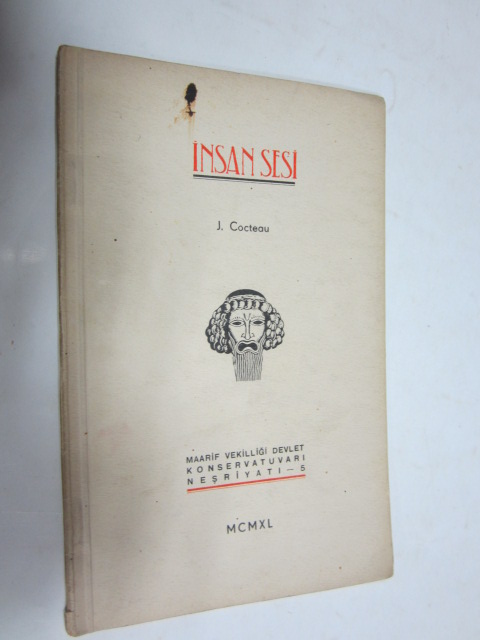 İNSAN SESİ
J. Cocteau
MAARİF VEKİLLİĞİ DEVLET
KONSERVATUVARI
NEŞRİYATI — 5
MCMXL